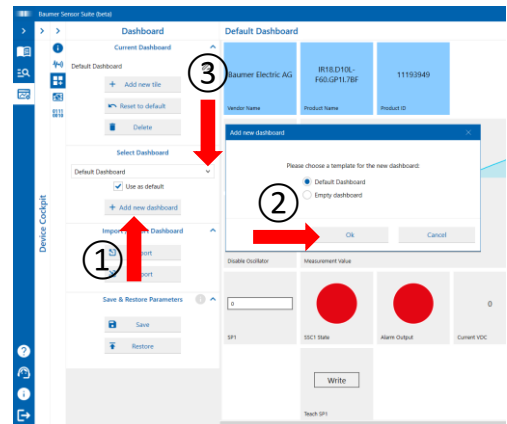 Baumer Sensor Suite (beta)
Dashboard
Current Dashboard
Default Dashboard
+ Add new tile
Reset to default
Delete
Select Dashboard
Default Dashboard
Use as default
+ Add new dashboard
Dashboard
Save & Restore Parameters
Save
Restore
Device Cockpit
①
②
③
Default Dashboard
Baumer Electric AG
Vendor Name
IR18.D10L-
F60.GP1I.7BF
Product Name
11193949
Product ID
Add new dashboard
Please choose a template for the new dashboard:
Default Dashboard
Empty dashboard
Ok
Cancel
Disable Oscillator
Measurement Value
0
SP1
SSC1 State
Alarm Output
0
Current VDC
Write
Teach SP1